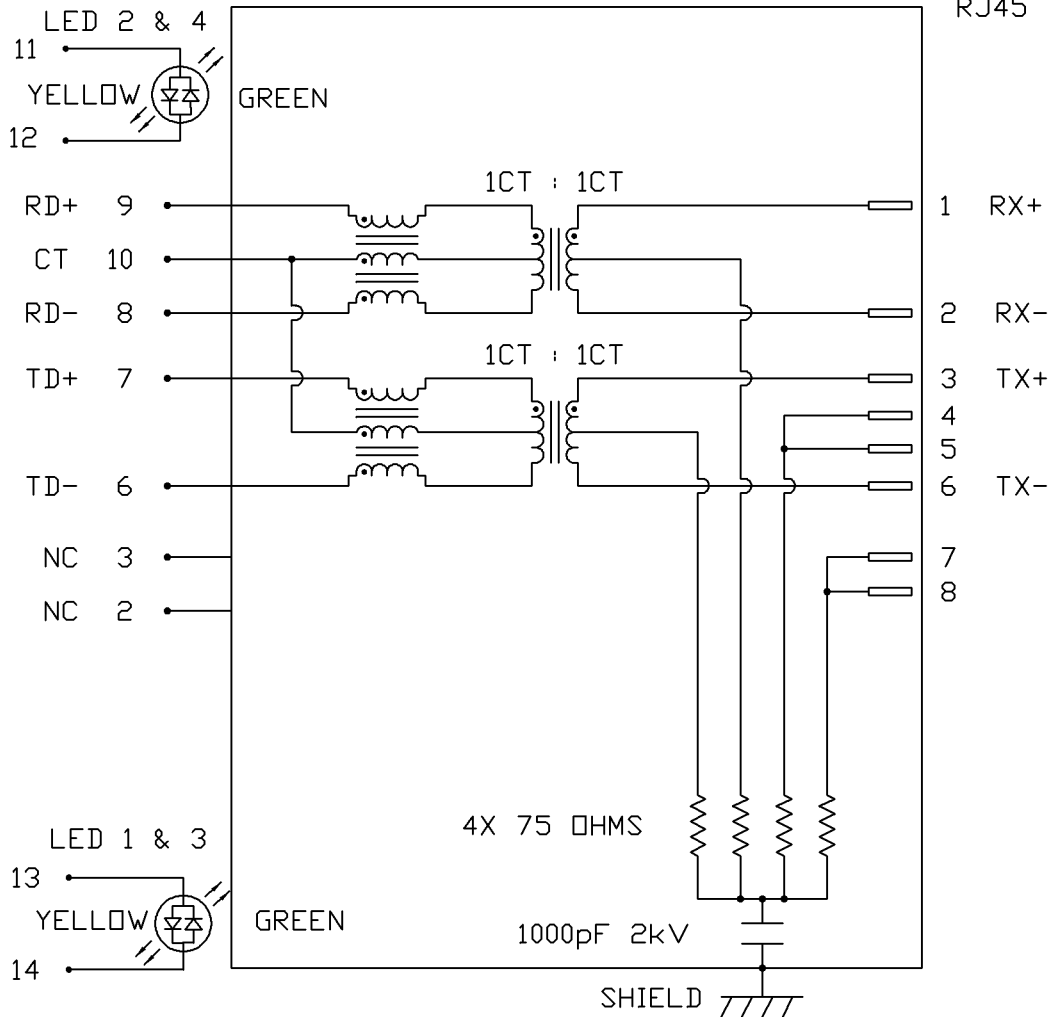 RJ45
LED 2 & 4
11
YELLOW
GREEN
12
1CT : 1CT
RD+ 9
1 RX+
CT 10
RD- 8
2 RX-
1CT : 1CT
TD+ 7
3 TX+
4
5
TD- 6
6 TX-
NC 3
7
NC 2
8
4X 75 OHMS
LED 1 & 3
13
YELLOW
GREEN
1000pF 2kV
14
SHIELD